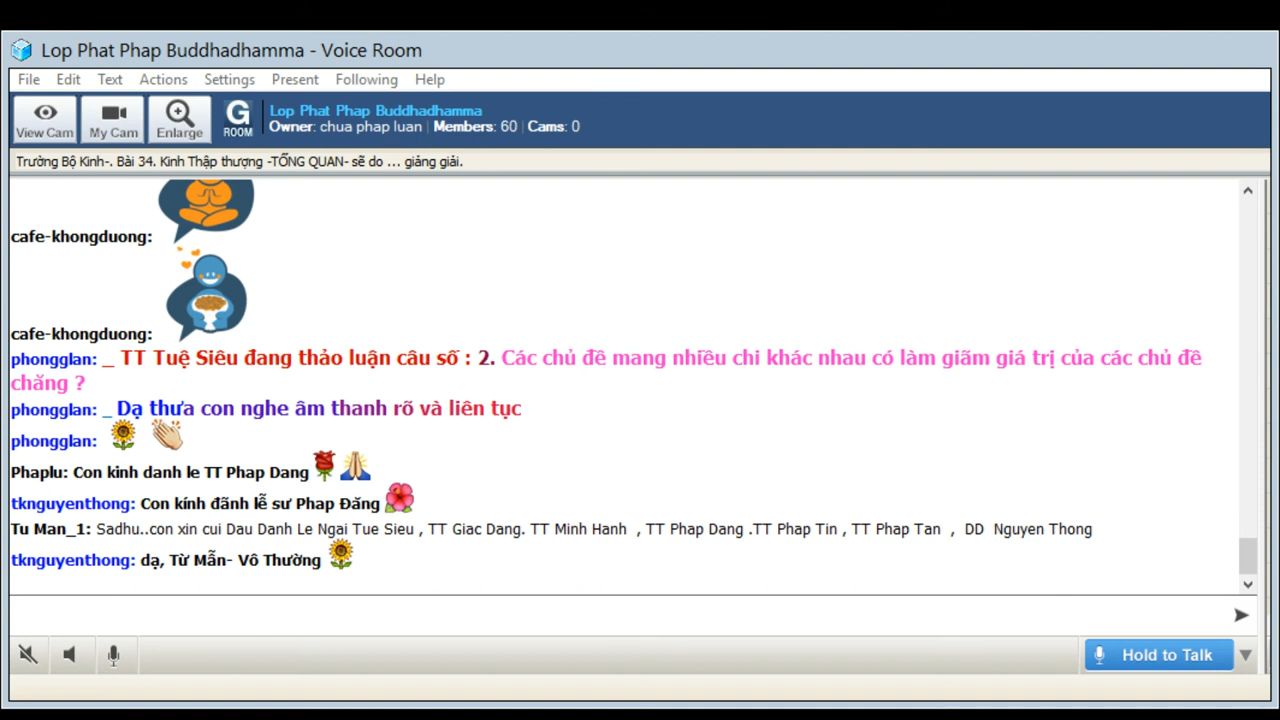 Lop Phat Phap Buddhadhamma - Voice Room
File Edit Text Actions Settings Present Following Help
View Cam My Cam Enlarge G ROOM
Lop Phat Phap Buddhadhamma
Owner: chua phap luan | Members: 60 | Cams: 0
Trường Bộ Kinh-. Bài 34. Kinh Thập thượng -TỔNG QUAN- sẽ do ... giảng giải.
cafe-khongduong:
cafe-khongduong:
phongglan: _ TT Tuệ Siêu đang thảo luận câu số : 2. Các chủ đề mang nhiều chi khác nhau có làm giãm giá trị của các chủ đề
chăng ?
phongglan: _ Dạ thưa con nghe âm thanh rõ và liên tục
phongglan:
Phaplu: Con kinh danh le TT Phap Dang
tknguyenthong: Con kính đãnh lễ sư Phap Đăng
Tu Man_1: Sadhu..con xin cui Dau Danh Le Ngai Tue Sieu , TT Giac Dang. TT Minh Hanh , TT Phap Dang .TT Phap Tin , TT Phap Tan , DD Nguyen Thong
tknguyenthong: dạ, Từ Mẫn- Vô Thường
Hold to Talk